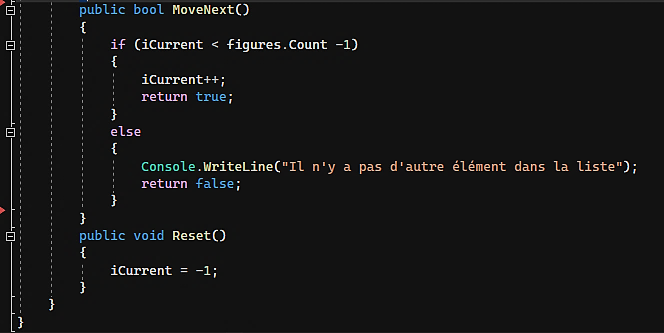 public bool MoveNext()
{
if (iCurrent < figures.Count -1)
{
iCurrent++;
return true;
}
else
{
Console.WriteLine("Il n'y a pas d'autre élément dans la liste");
return false;
}
}
public void Reset()
{
iCurrent = -1;
}
}
}